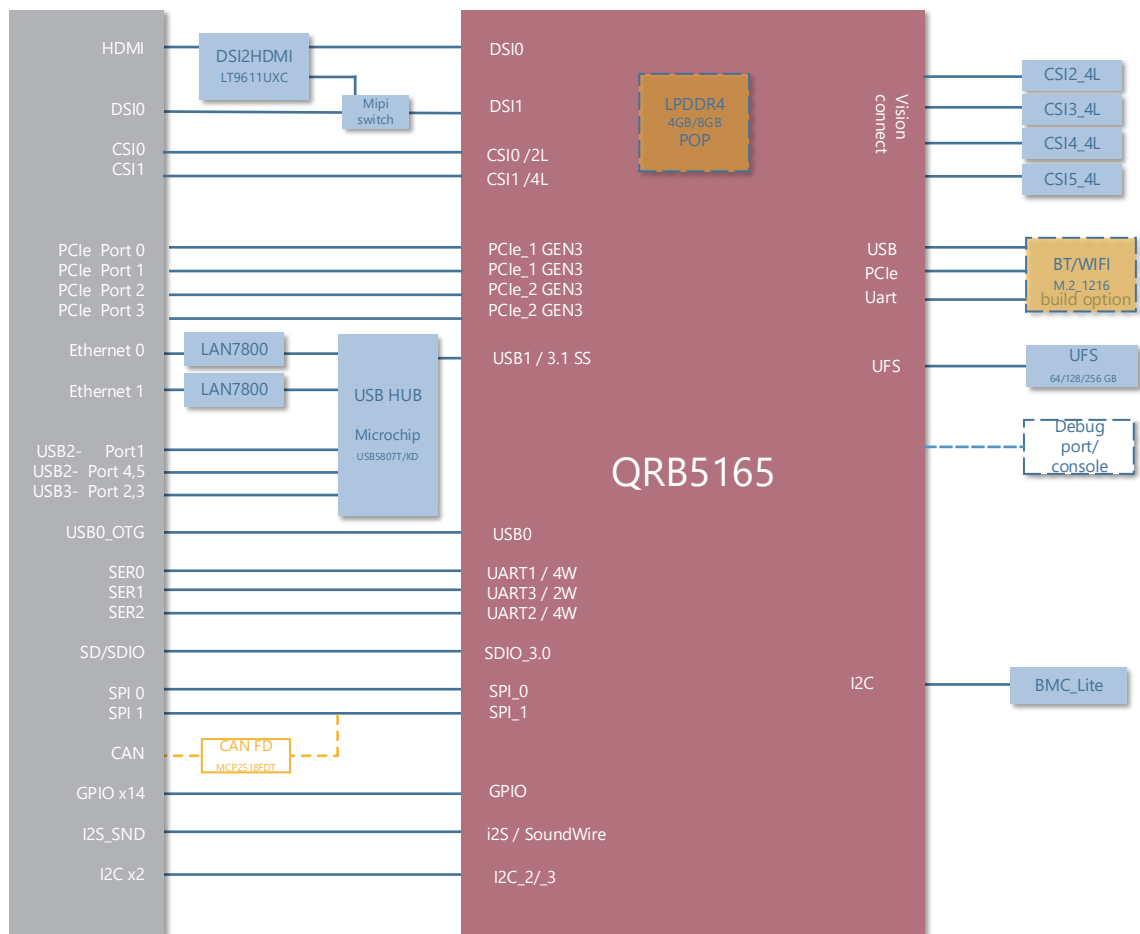 HDMI
DSI0
CSI0
CSI1
PCIe Port 0
PCIe Port 1
PCIe Port 2
PCIe Port 3
Ethernet 0
Ethernet 1
USB2- Port1
USB2- Port 4,5
USB3- Port 2,3
USB0_OTG
SER0
SER1
SER2
SD/SDIO
SPI 0
SPI 1
CAN
GPIO x14
I2S_SND
I2C x2
DSI2HDMI
LT9611UXC
Mipi
switch
LAN7800
LAN7800
USB HUB
Microchip
USB5807T/KD
CAN FD
MCP2518FDT
DSI0
DSI1
CSI0 /2L
CSI1 /4L
PCIe_1 GEN3
PCIe_1 GEN3
PCIe_2 GEN3
PCIe_2 GEN3
USB1 / 3.1 SS
USB0
UART1 / 4W
UART3 / 2W
UART2 / 4W
SDIO_3.0
SPI_0
SPI_1
GPIO
i2S / SoundWire
I2C_2/_3
LPDDR4
4GB/8GB
POP
QRB5165
Vision
connect
USB
PCIe
Uart
UFS
I2C
CSI2_4L
CSI3_4L
CSI4_4L
CSI5_4L
BT/WIFI
M.2_1216
build option
UFS
64/128/256 GB
Debug
port/
console
BMC_Lite